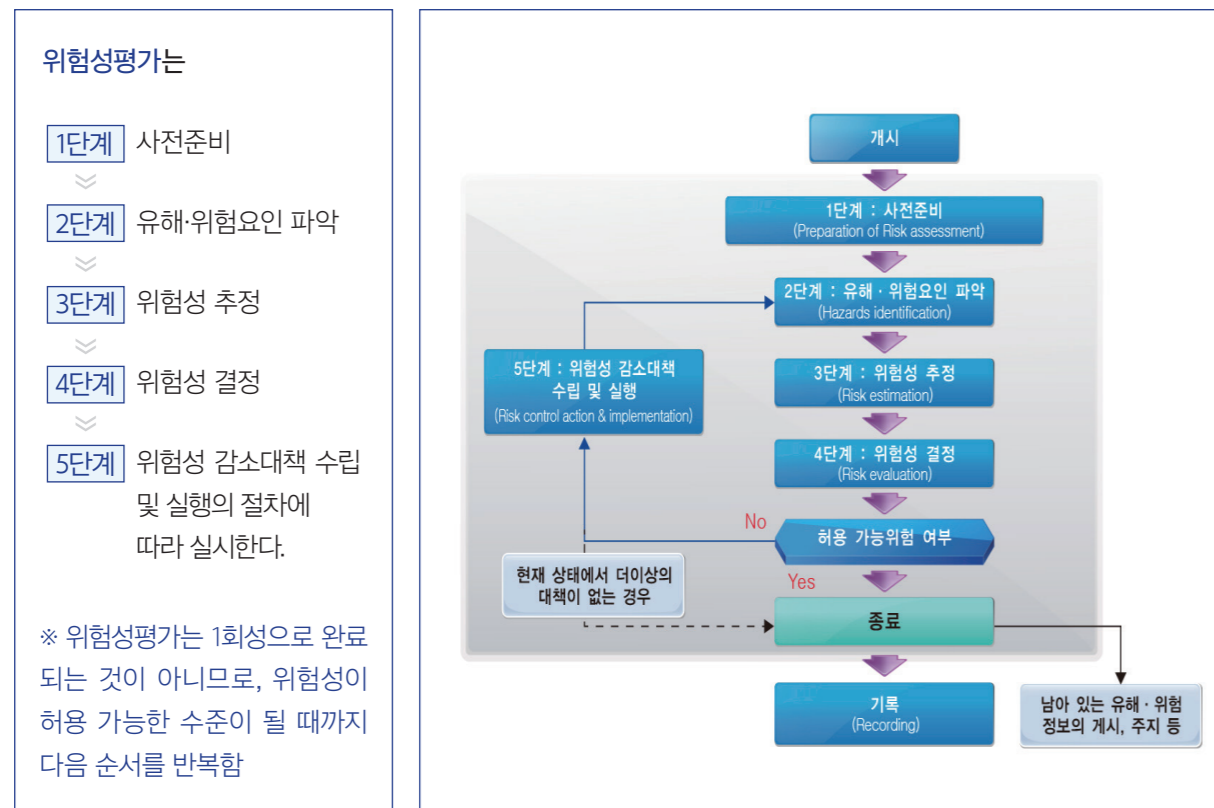 위험성평가는
1단계 사전준비
2단계 유해·위험요인 파악
3단계 위험성 추정
4단계 위험성 결정
5단계 위험성 감소대책 수립
및 실행의 절차에
따라 실시한다.
※ 위험성평가는 1회성으로 완료
되는 것이 아니므로, 위험성이
허용 가능한 수준이 될 때까지
다음 순서를 반복함
개시
1단계 : 사전준비
(Preparation of Risk assessment)
2단계 : 유해 · 위험요인 파악
(Hazards identification)
5단계 : 위험성 감소대책
수립 및 실행
(Risk control action & implementation)
3단계 : 위험성 추정
(Risk estimation)
4단계 : 위험성 결정
(Risk evaluation)
No
허용 가능위험 여부
현재 상태에서 더이상의
대책이 없는 경우
Yes
종료
기록
(Recording)
남아 있는 유해 · 위험
정보의 게시, 주지 등